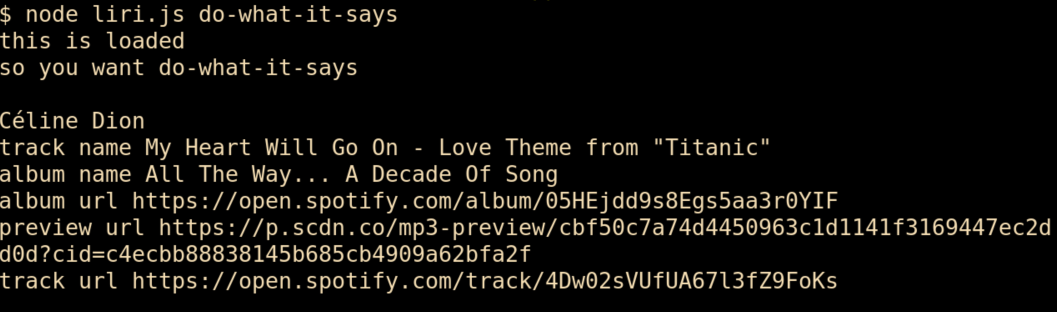 $ node liri.js do-what-it-says
this is loaded
so you want do-what-it-says
Céline Dion
track name My Heart Will Go On - Love Theme from "Titanic"
album name All The Way... A Decade Of Song
album url https://open.spotify.com/album/05HEjdd9s8Egs5aa3r0YIF
preview url https://p.scdn.co/mp3-preview/cbf50c7a74d4450963c1d1141f3169447ec2d
d0d?cid=c4ecbb88838145b685cb4909a62bfa2f
track url https://open.spotify.com/track/4Dw02sVUfUA67l3fZ9FoKs